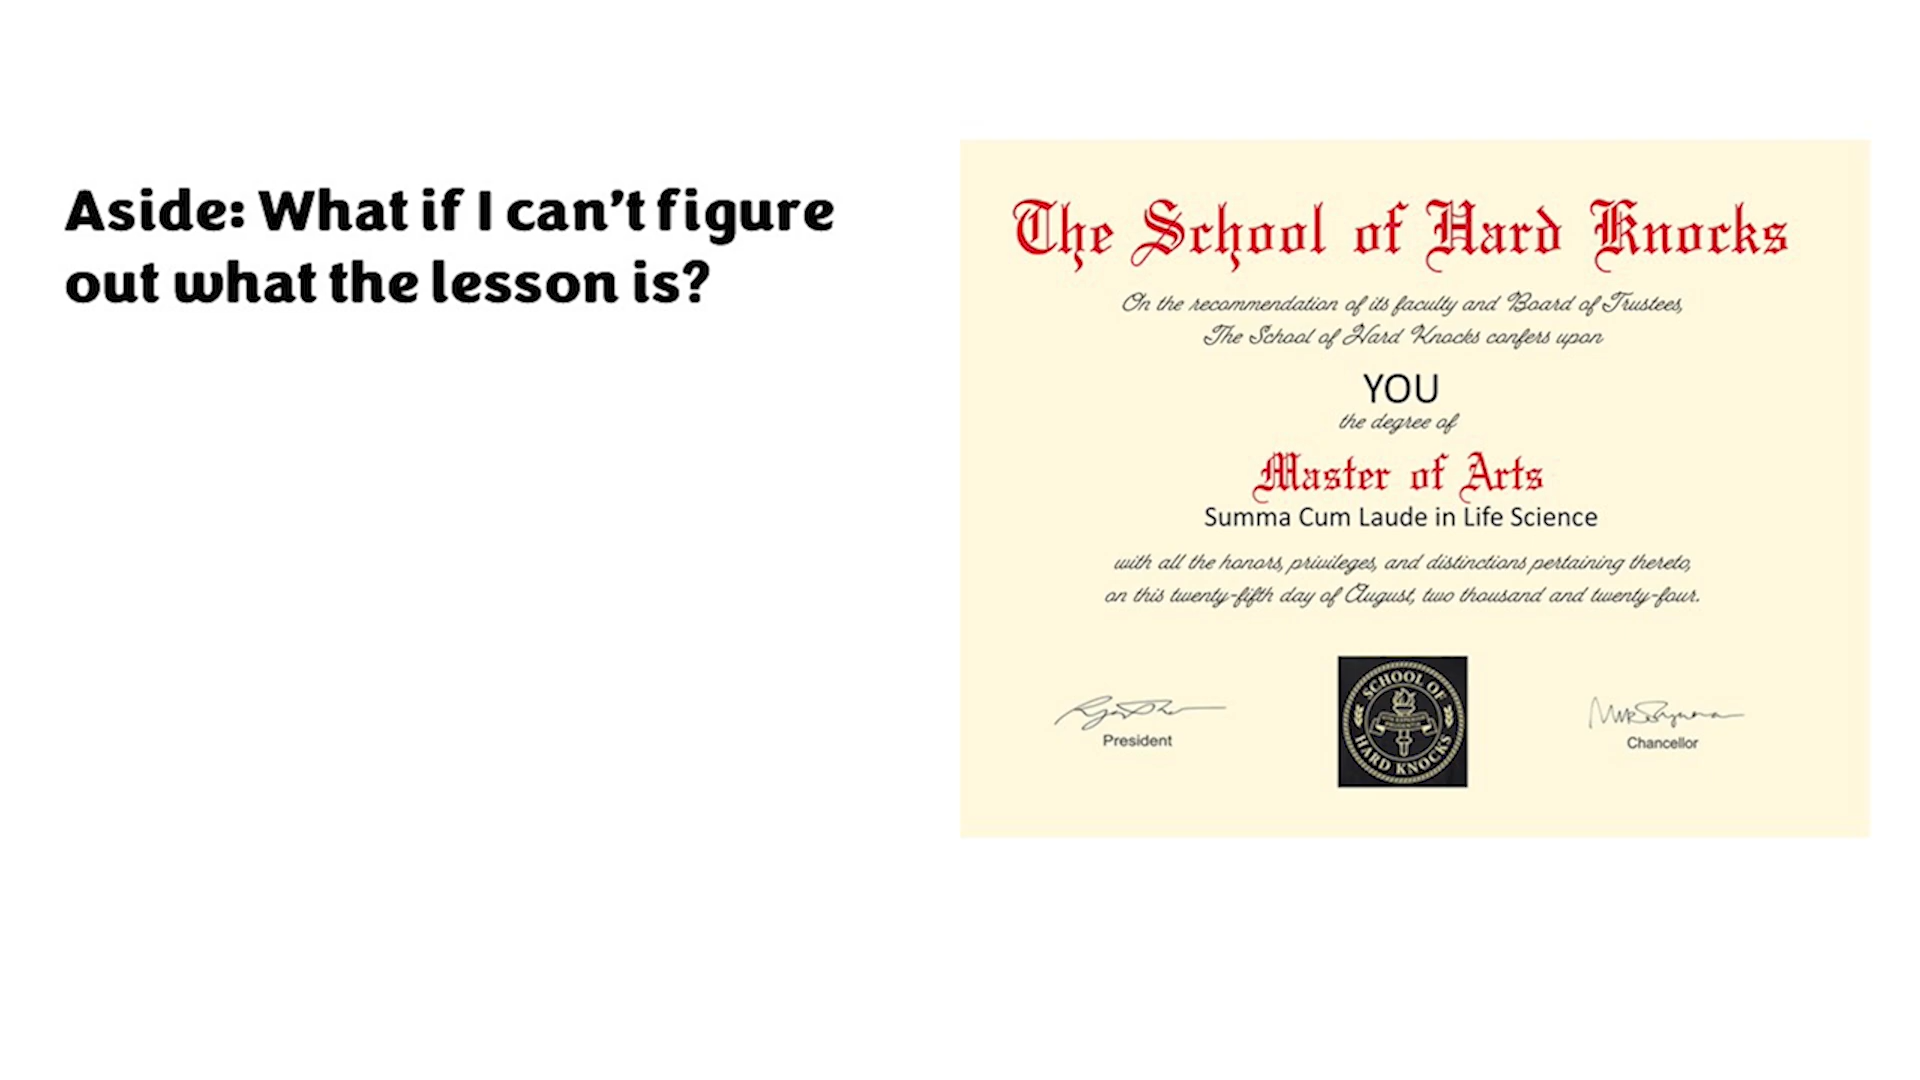 Aside: What if I can't figure
out what the lesson is?
The School of Hard Knocks
On the recommendation of its faculty and Board of Trustees,
The School of Hard Knocks confers upon
YOU
the degree of
Master of Arts
Summa Cum Laude in Life Science
with all the honors, privileges, and distinctions pertaining thereto,
on this twenty-fifth day of August, two thousand and twenty-four.
SCHOOL OF
HARD KNOCKS
President
Chancellor